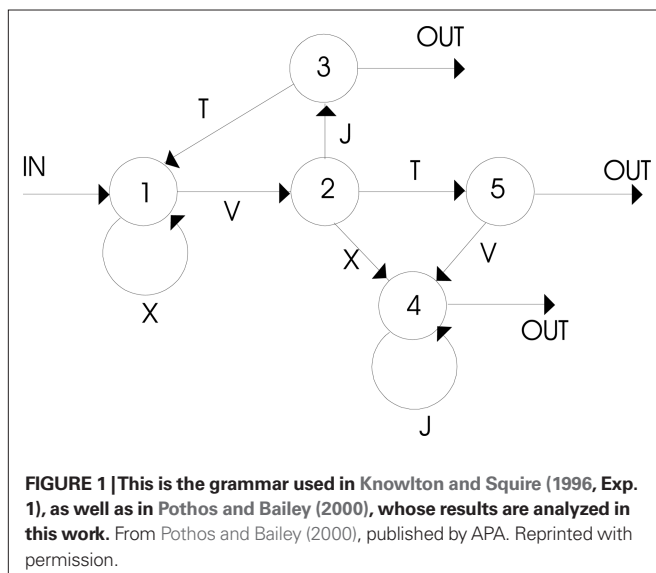 OUT
3
T
J
IN
1
V
2
T
5
OUT
X
V
X
4
OUT
J
FIGURE 1 | This is the grammar used in Knowlton and Squire (1996, Exp.
1), as well as in Pothos and Bailey (2000), whose results are analyzed in
this work. From Pothos and Bailey (2000), published by APA. Reprinted with
permission.